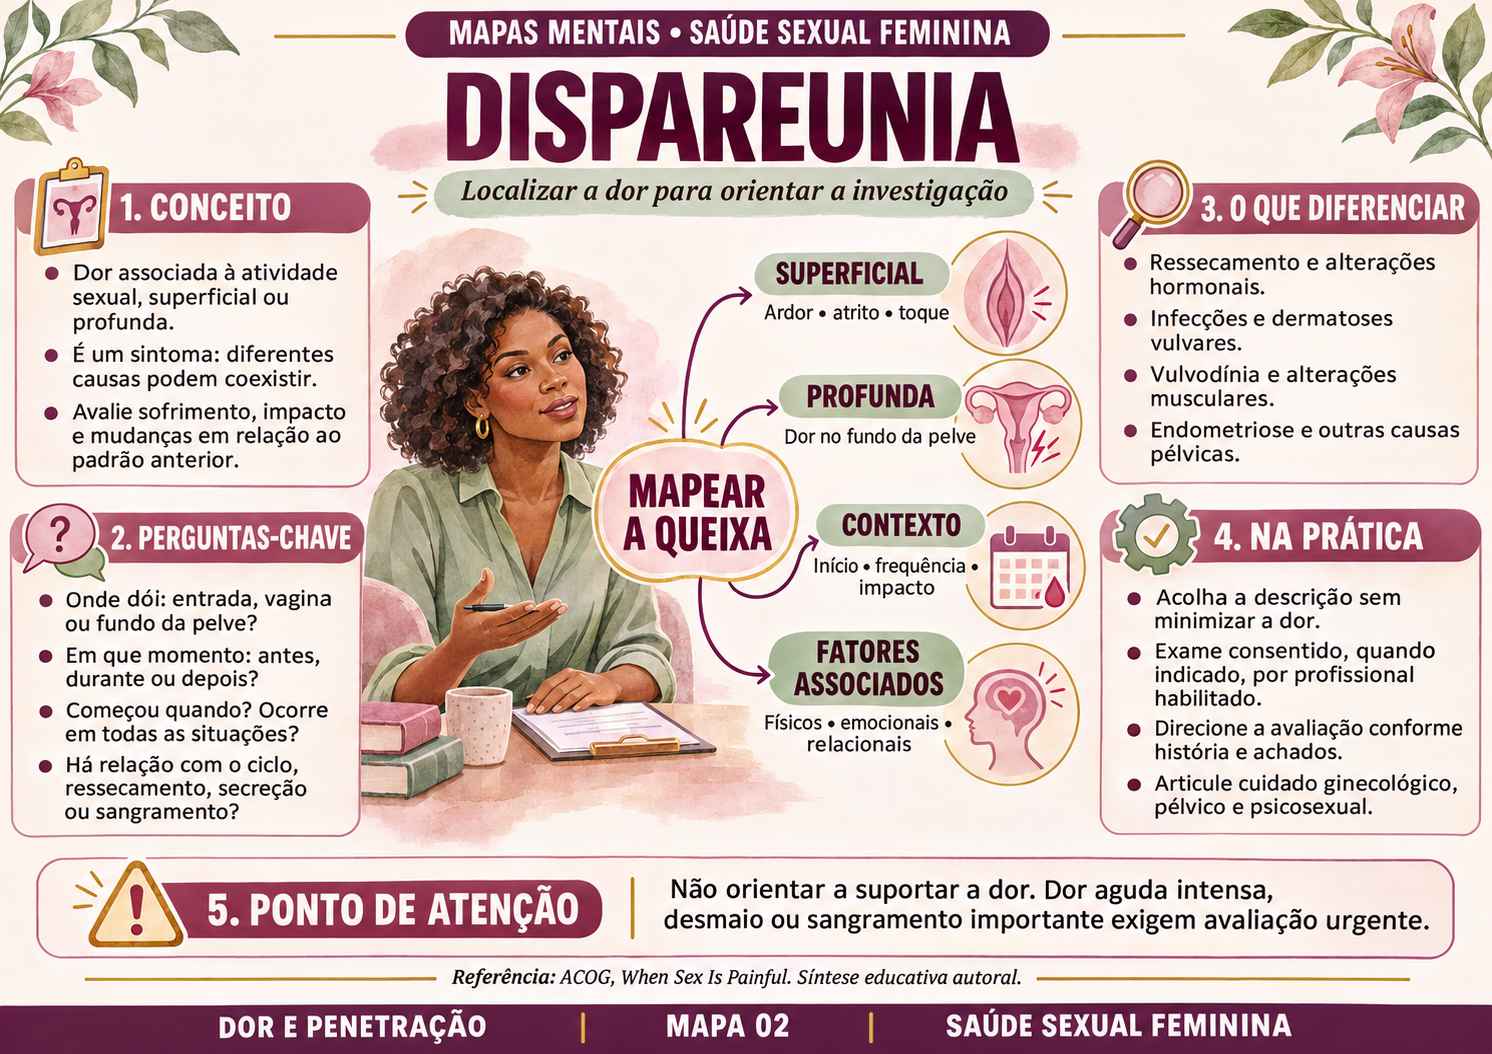 MAPAS MENTAIS • SAÚDE SEXUAL FEMININA
DISPAREUNIA
Localizar a dor para orientar a investigação
1. CONCEITO
• Dor associada à atividade
sexual, superficial ou
profunda.
• É um sintoma: diferentes
causas podem coexistir.
• Avalie sofrimento, impacto
e mudanças em relação ao
padrão anterior.
2. PERGUNTAS-CHAVE
• Onde dói: entrada, vagina
ou fundo da pelve?
• Em que momento: antes,
durante ou depois?
• Começou quando? Ocorre
em todas as situações?
• Há relação com o ciclo,
ressecamento, secreção
ou sangramento?
MAPEAR
A QUEIXA
SUPERFICIAL
Ardor • atrito • toque
PROFUNDA
Dor no fundo da pelve
CONTEXTO
Início • frequência •
impacto
FATORES
ASSOCIADOS
Físicos • emocionais •
relacionais
3. O QUE DIFERENCIAR
• Ressecamento e alterações
hormonais.
• Infecções e dermatoses
vulvares.
• Vulvodínia e alterações
musculares.
• Endometriose e outras causas
pélvicas.
4. NA PRÁTICA
• Acolha a descrição sem
minimizar a dor.
• Exame consentido, quando
indicado, por profissional
habilitado.
• Direcione a avaliação conforme
história e achados.
• Articule cuidado ginecológico,
pélvico e psicosexual.
5. PONTO DE ATENÇÃO
Não orientar a suportar a dor. Dor aguda intensa,
desmaio ou sangramento importante exigem avaliação urgente.
Referência: ACOG, When Sex Is Painful. Síntese educativa autoral.
DOR E PENETRAÇÃO | MAPA 02 | SAÚDE SEXUAL FEMININA